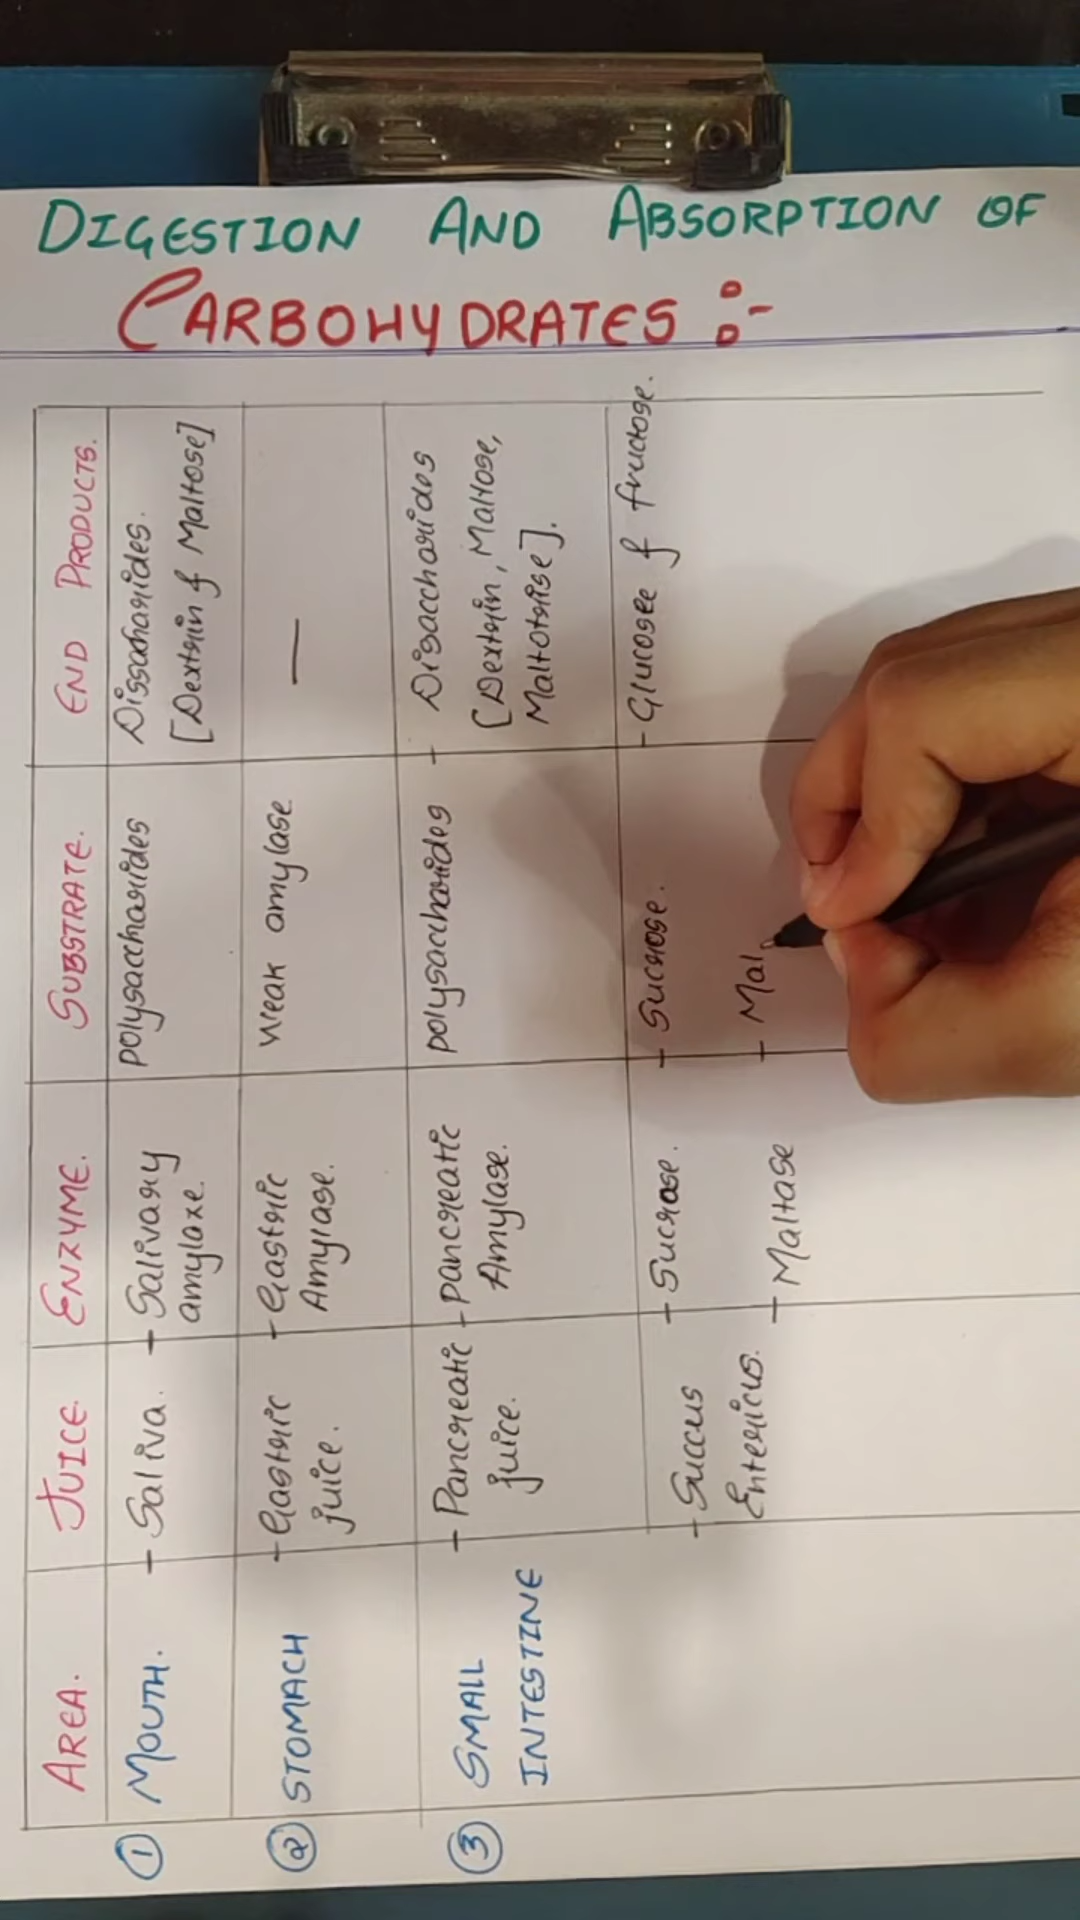 DIGESTION AND ABSORPTION OF
CARBOHYDRATES :-
AREA. JUICE ENZYME. SUBSTRATE. END PRODUCTS.
① MOUTH. - Saliva. - Salivary polysaccharides Dissacharides.
amylaxe. [Dextrin & Maltose]
② STOMACH - Gastric - Gastric Weak amylase —
juice. Amylase.
③ SMALL - Pancreatic - pancreatic polysaccharides - Disaccharides
INTESTINE juice. Amylase. [Dextrin, Maltose,
Maltotrise].
- Succus - Sucrase. - Sucrose. - Glucosee & fructose.
Entericus. - Maltase - Mal